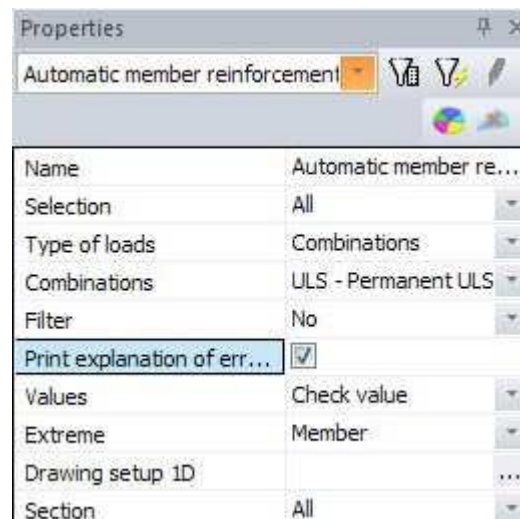 Properties
Automatic member reinforcement
Name Automatic member re...
Selection All
Type of loads Combinations
Combinations ULS - Permanent ULS
Filter No
Print explanation of err...
Values Check value
Extreme Member
Drawing setup 1D ...
Section All